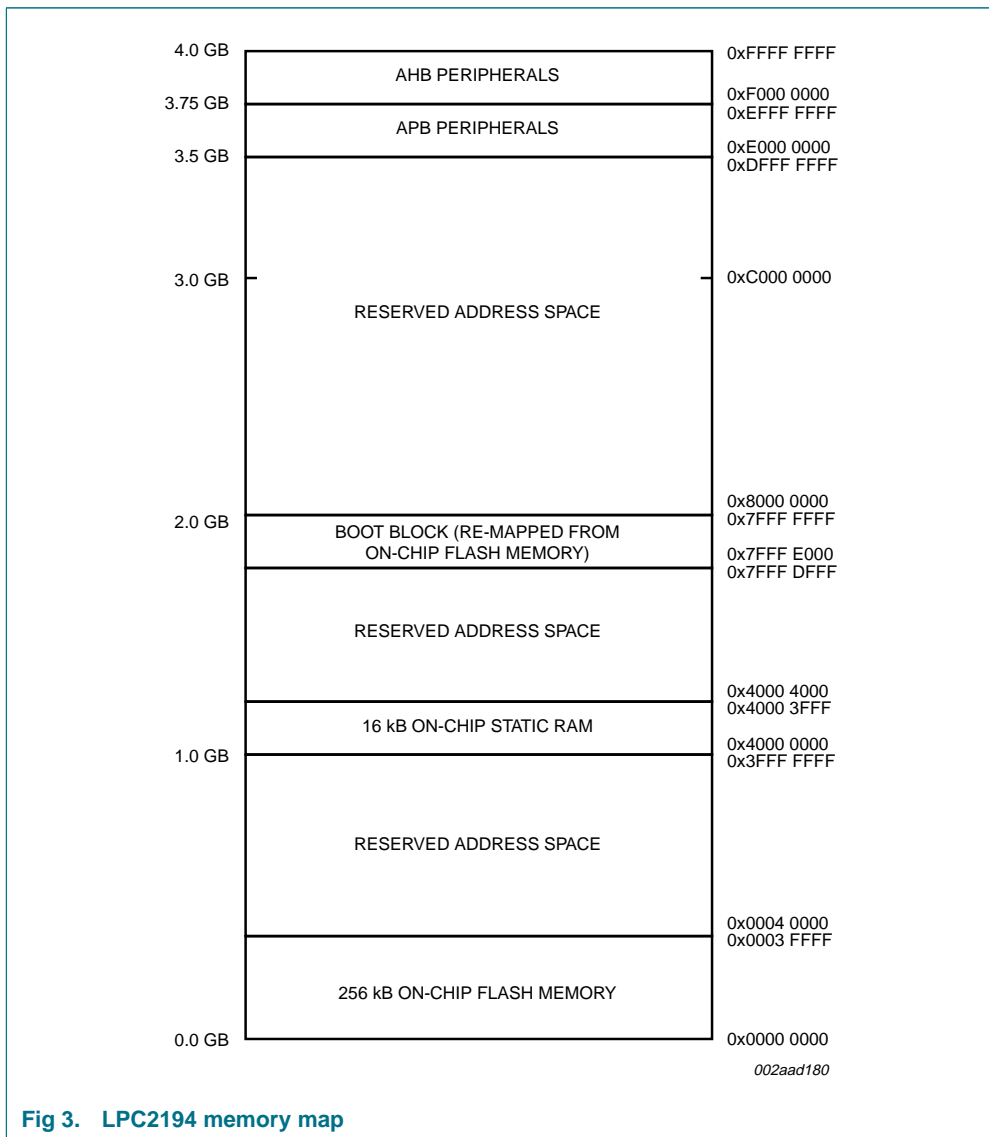 4.0 GB
AHB PERIPHERALS
0xFFFF FFFF
3.75 GB
0xF000 0000
0xEFFF FFFF
APB PERIPHERALS
3.5 GB
0xE000 0000
0xDFFF FFFF
3.0 GB
0xC000 0000
RESERVED ADDRESS SPACE
2.0 GB
0x8000 0000
0x7FFF FFFF
BOOT BLOCK (RE-MAPPED FROM
ON-CHIP FLASH MEMORY)
0x7FFF E000
0x7FFF DFFF
RESERVED ADDRESS SPACE
0x4000 4000
0x4000 3FFF
16 kB ON-CHIP STATIC RAM
1.0 GB
0x4000 0000
0x3FFF FFFF
RESERVED ADDRESS SPACE
0x0004 0000
0x0003 FFFF
256 kB ON-CHIP FLASH MEMORY
0.0 GB
0x0000 0000
002aad180
Fig 3. LPC2194 memory map